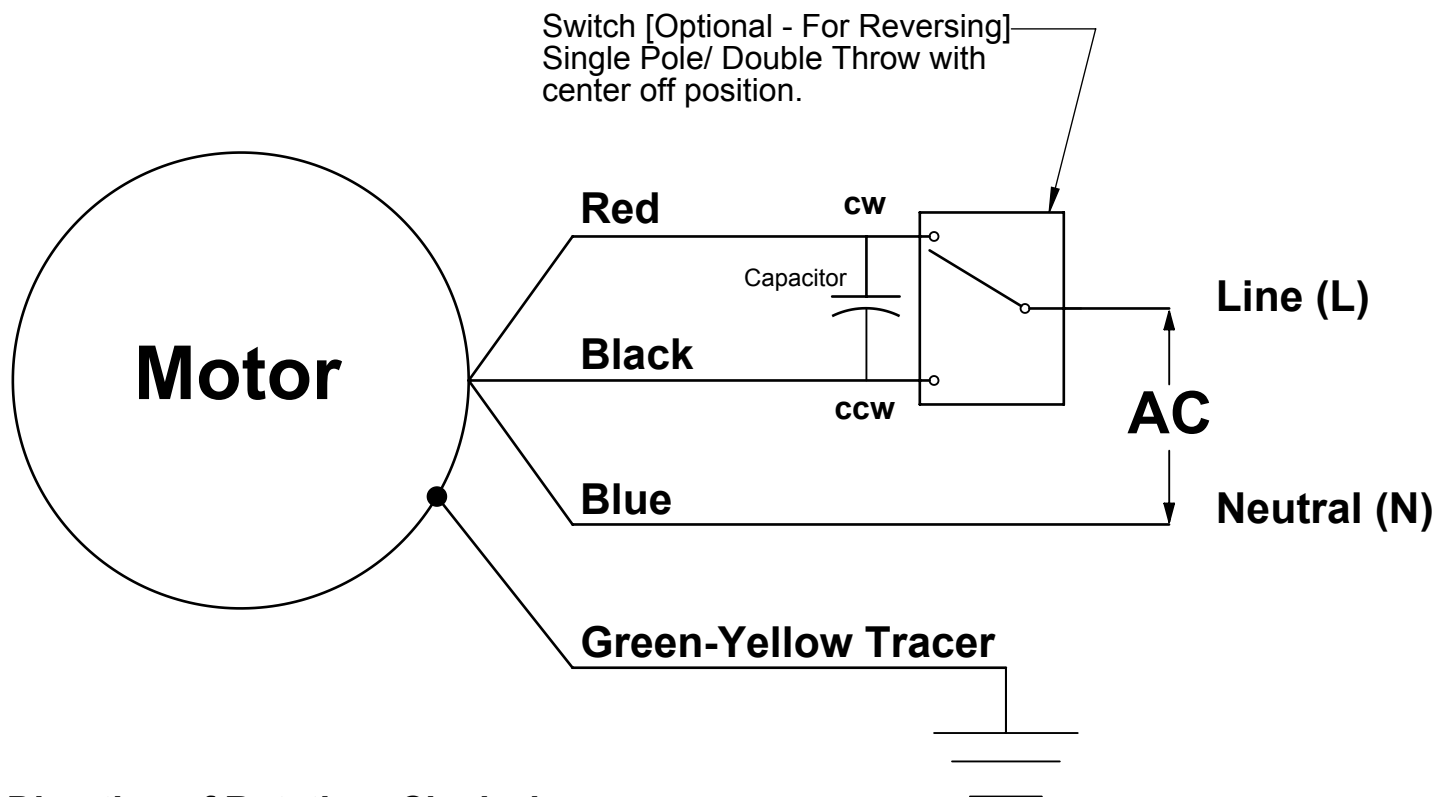 Switch [Optional - For Reversing]
Single Pole/ Double Throw with
center off position.
Red
cw
Capacitor
Line (L)
Motor
Black
ccw
AC
Blue
Neutral (N)
Green-Yellow Tracer